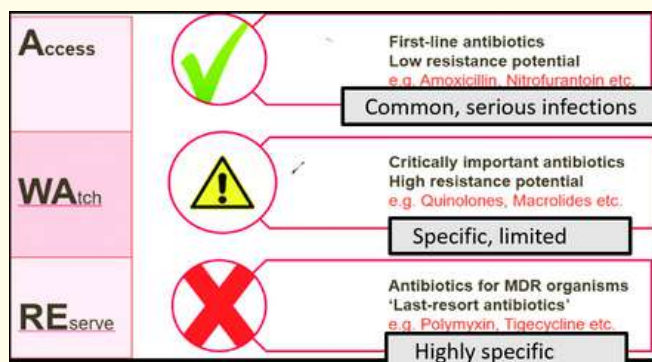 Access
First-line antibiotics
Low resistance potential
e.g. Amoxicillin, Nitrofurantoin etc.
Common, serious infections
WAtch
Critically important antibiotics
High resistance potential
e.g. Quinolones, Macrolides etc.
Specific, limited
REserve
Antibiotics for MDR organisms
‘Last-resort antibiotics’
e.g. Polymyxin, Tigecycline etc.
Highly specific